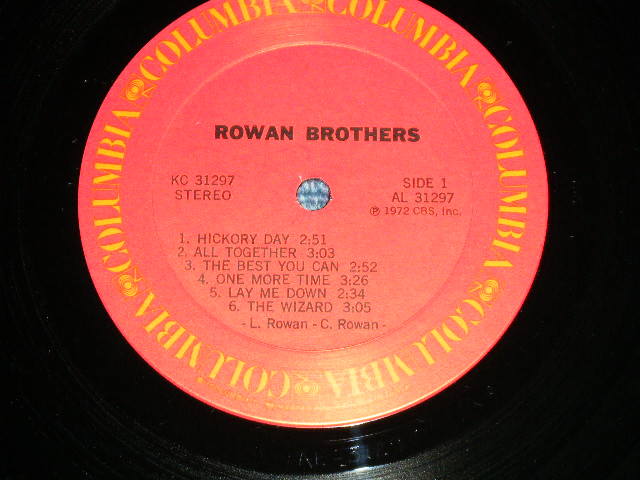 COLUMBIA COLUMBIA COLUMBIA COLUMBIA COLUMBIA COLUMBIA
ROWAN BROTHERS
KC 31297
STEREO
SIDE 1
AL 31297
℗ 1972 CBS, Inc.
1. HICKORY DAY 2:51
2. ALL TOGETHER 3:03
3. THE BEST YOU CAN 2:52
4. ONE MORE TIME 3:26
5. LAY ME DOWN 2:34
6. THE WIZARD 3:05
- L. Rowan - C. Rowan -